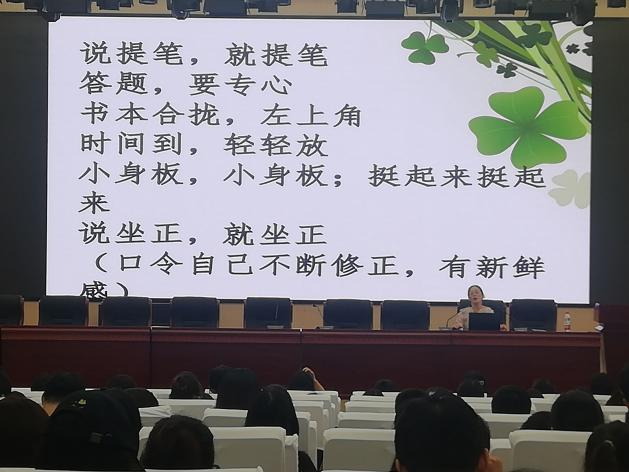 说提笔，就提笔
答题，要专心
书本合拢，左上角
时间到，轻轻放
小身板，小身板；挺起来挺起
来
说坐正，就坐正
（口令自己不断修正，有新鲜
感）